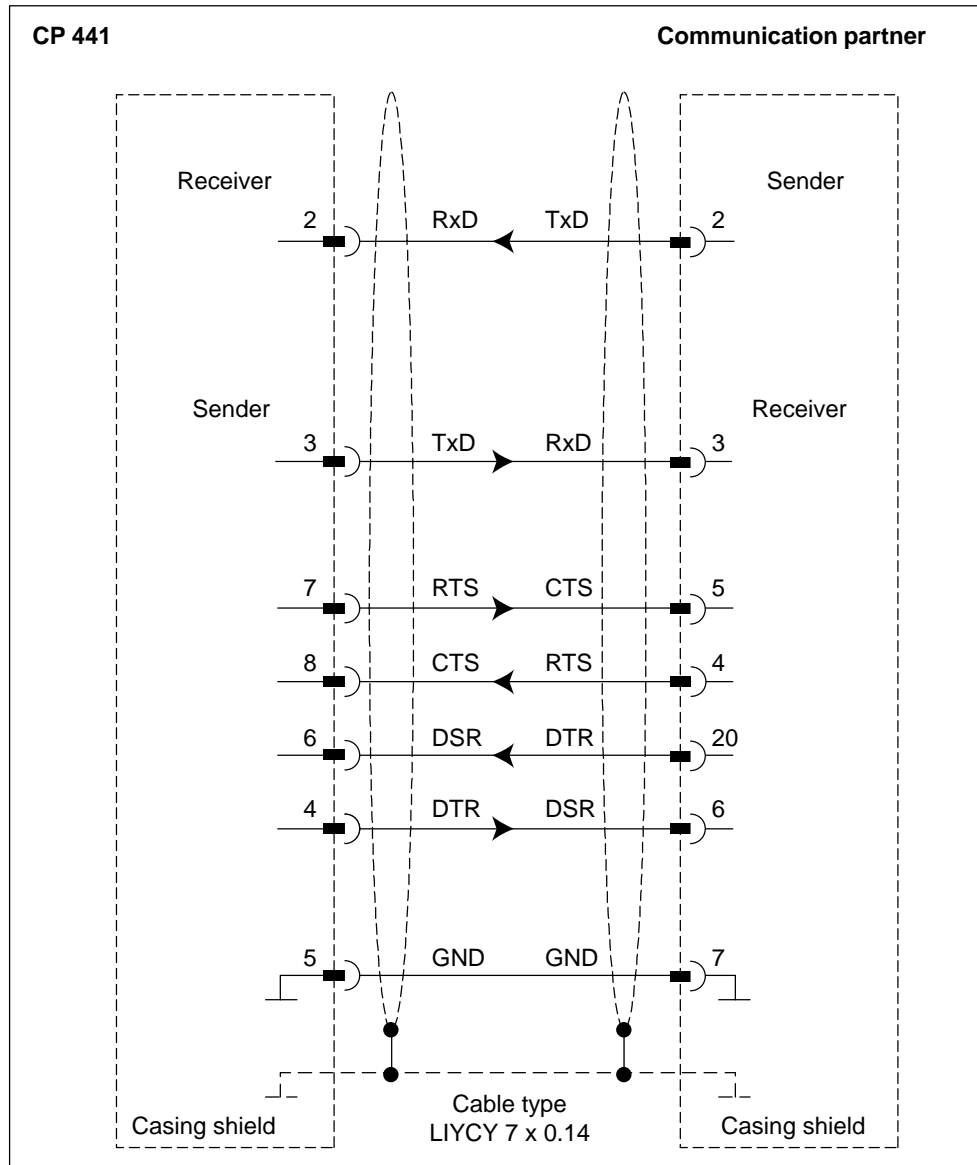 CP 441 Communication partner
Receiver Sender
2 RxD TxD 2
Sender Receiver
3 TxD RxD 3
7 RTS CTS 5
8 CTS RTS 4
6 DSR DTR 20
4 DTR DSR 6
5 GND GND 7
Casing shield Cable type Casing shield
LIYCY 7 x 0.14